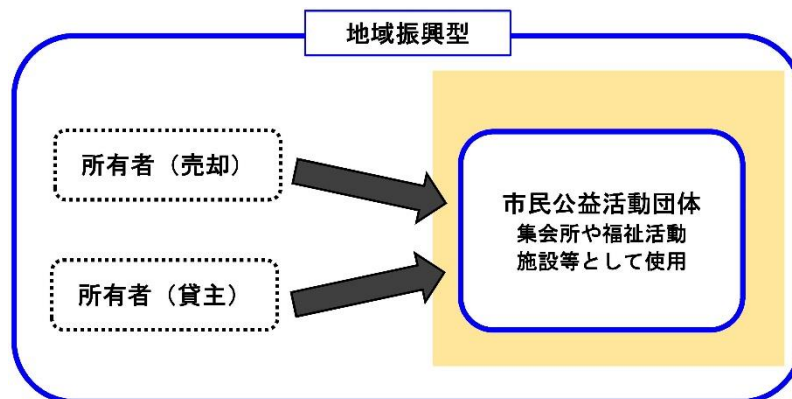 地域振興型
所有者（売却）
所有者（貸主）
市民公益活動団体
集会所や福祉活動
施設等として使用